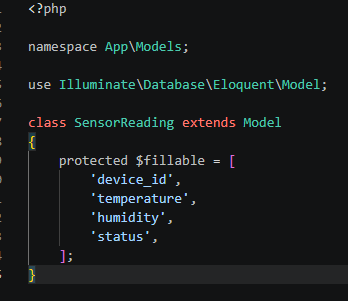 <?php
namespace App\Models;
use Illuminate\Database\Eloquent\Model;
class SensorReading extends Model
{
    protected $fillable = [
        'device_id',
        'temperature',
        'humidity',
        'status',
    ];
}